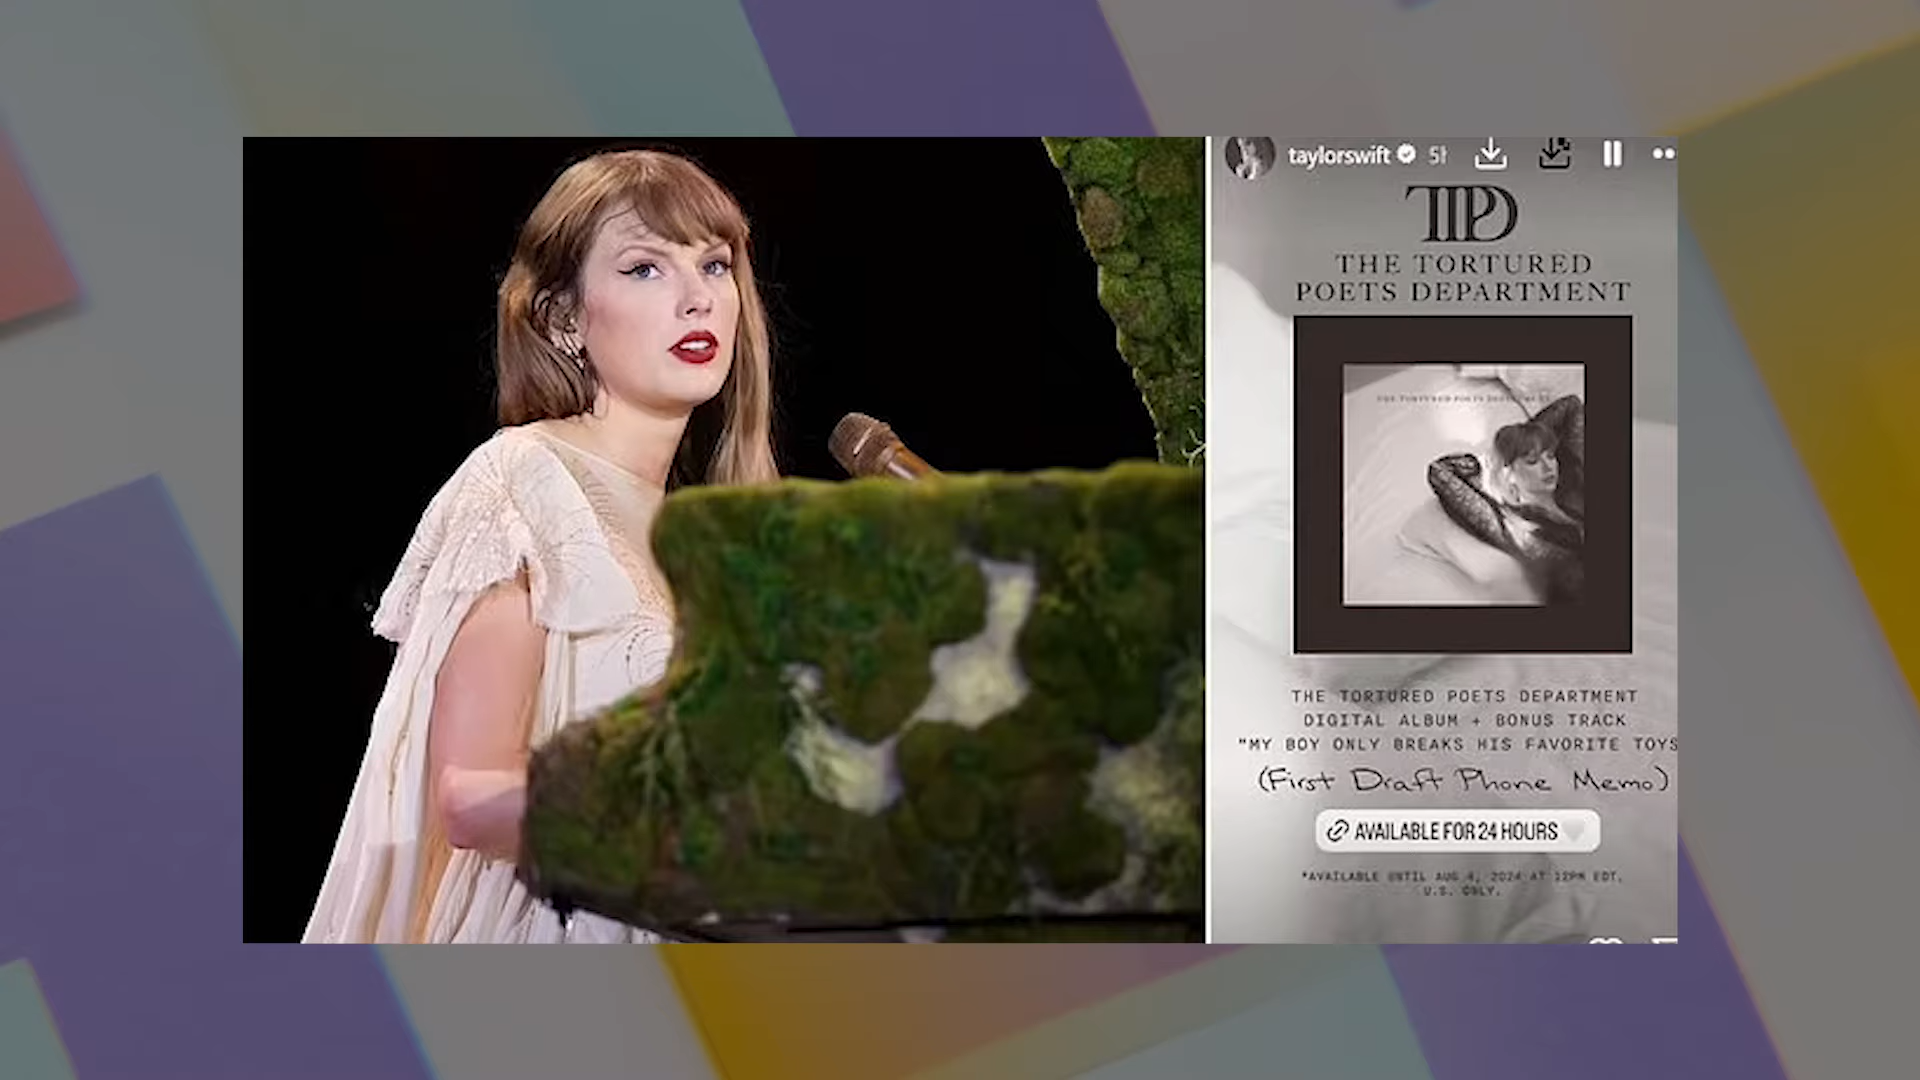 taylorswift 5h
TTPD
THE TORTURED
POETS DEPARTMENT
THE TORTURED POETS DEPARTMENT
THE TORTURED POETS DEPARTMENT
DIGITAL ALBUM + BONUS TRACK
"MY BOY ONLY BREAKS HIS FAVORITE TOYS
(First Draft Phone Memo)
AVAILABLE FOR 24 HOURS
*AVAILABLE UNTIL AUG 4, 2024 AT 12PM EDT.
U.S. ONLY.